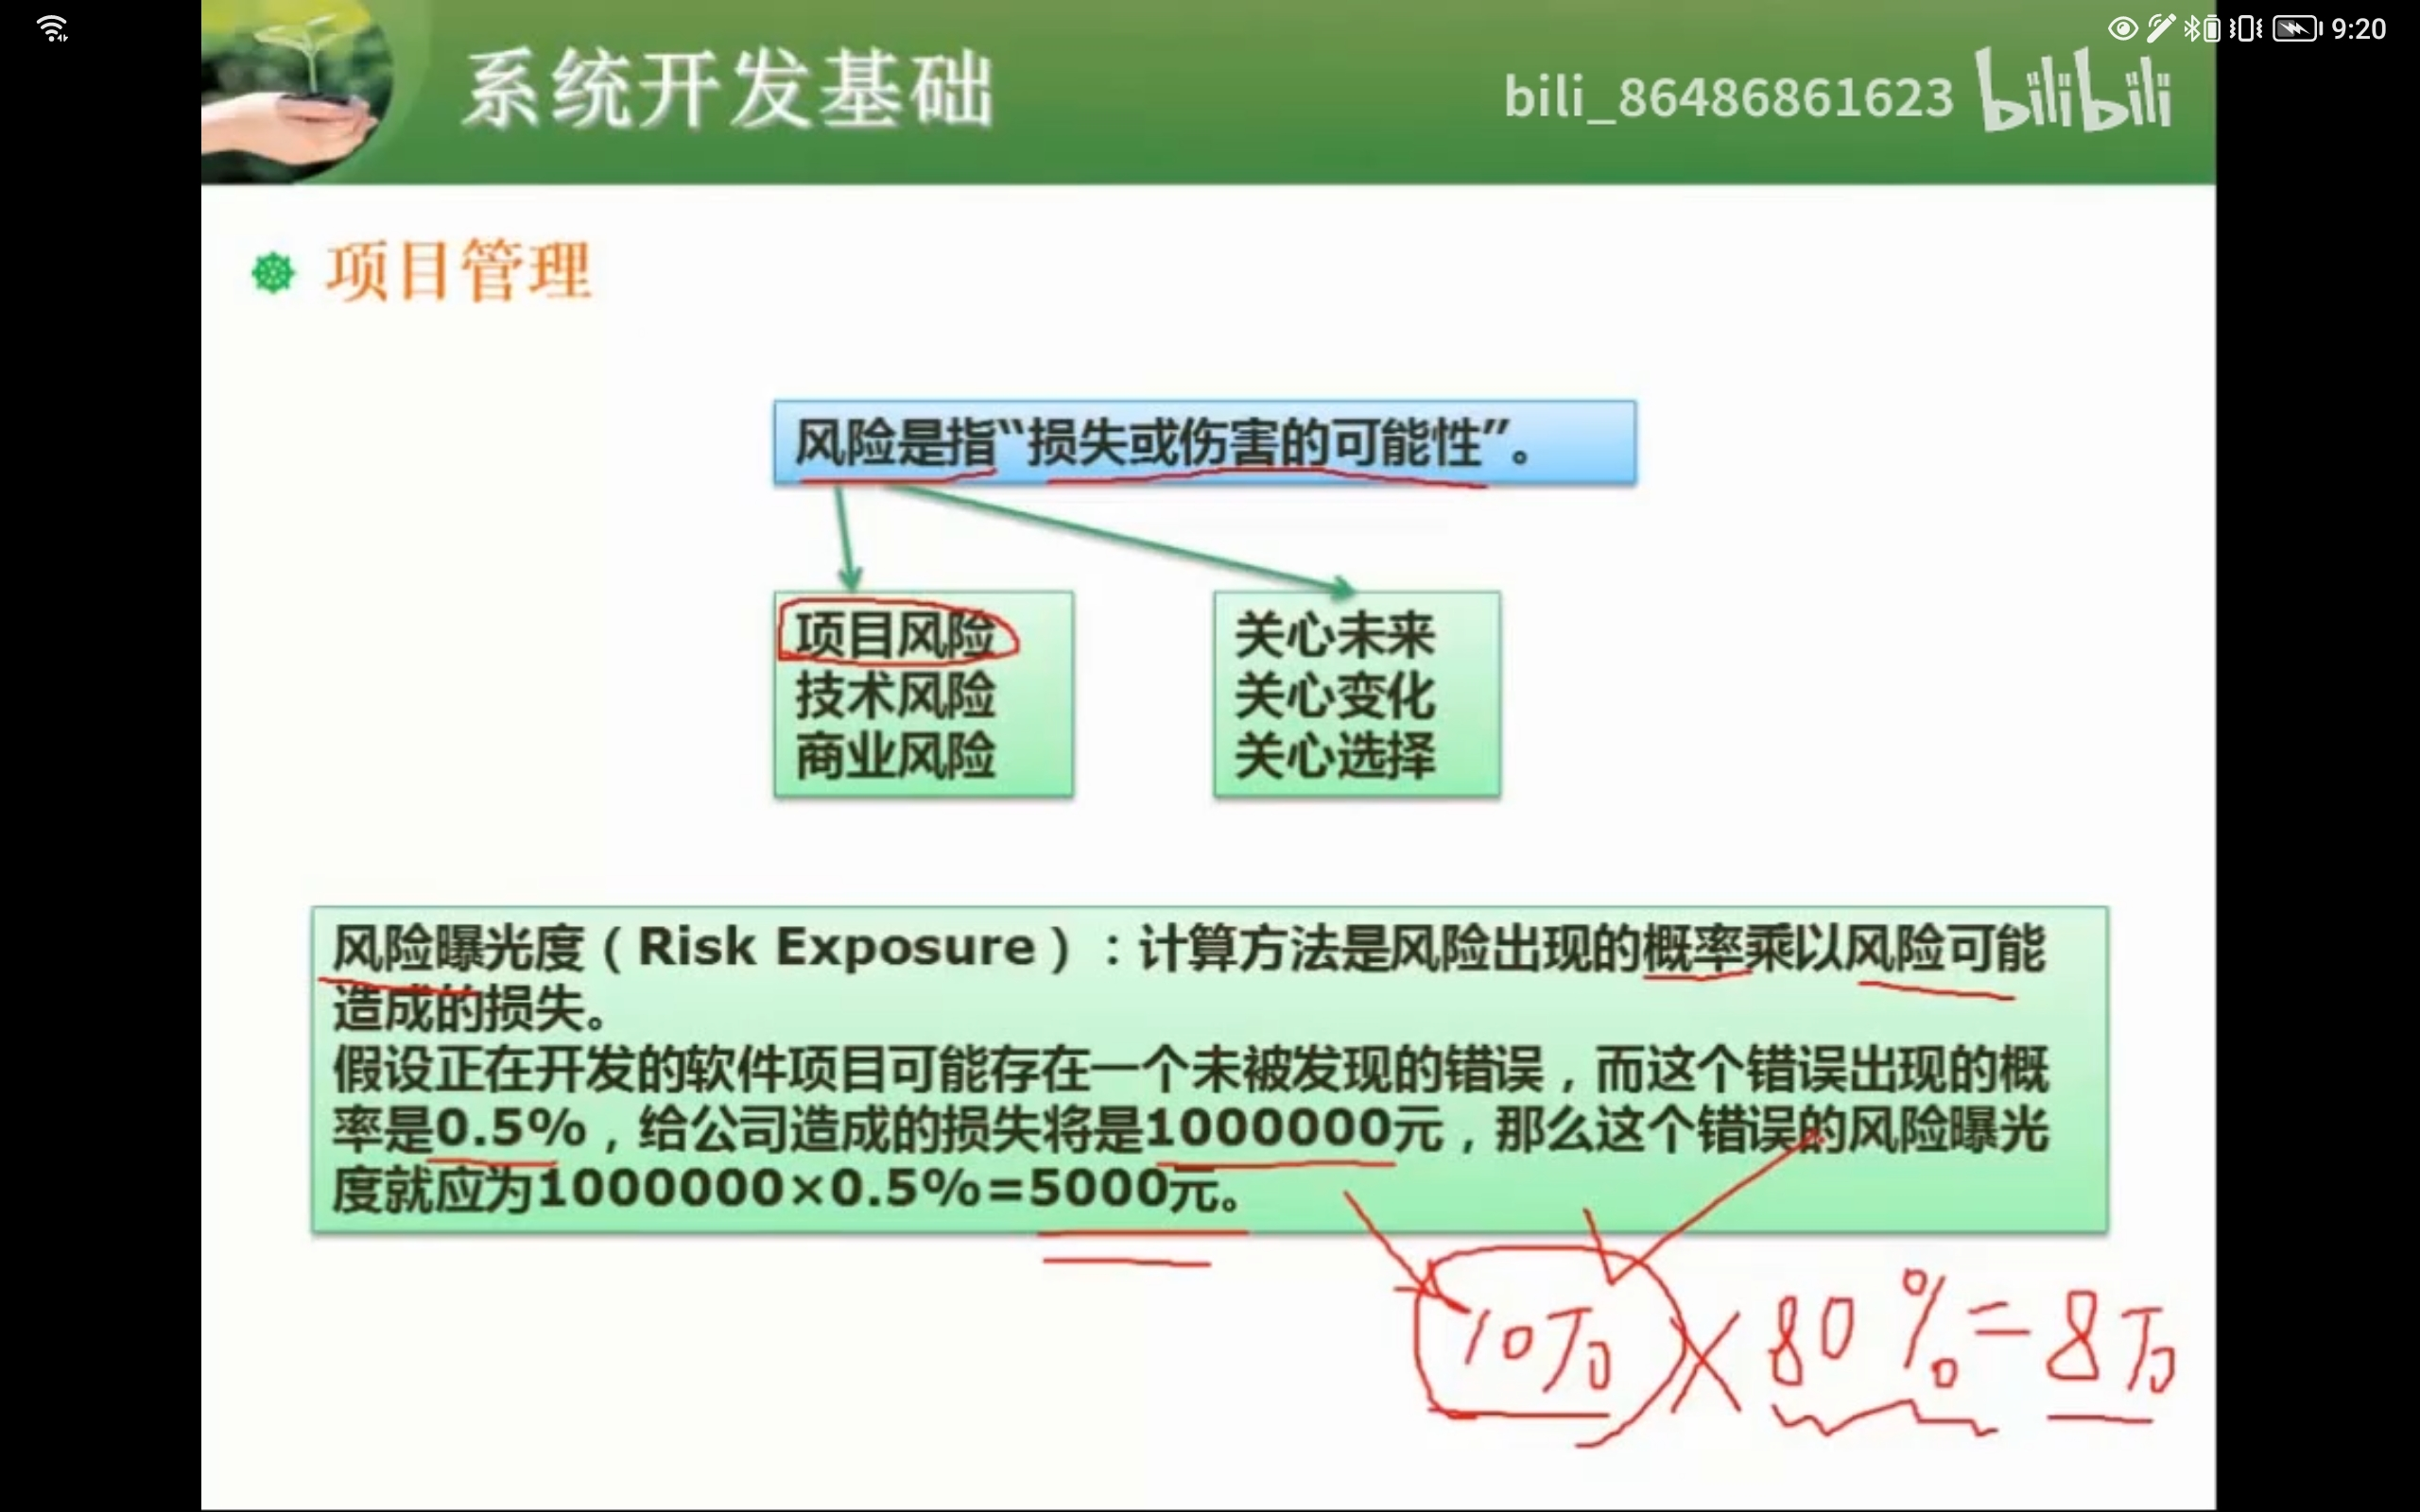 9:20
系统开发基础
bili_86486861623 bilibili
项目管理
风险是指“损失或伤害的可能性”。
项目风险
技术风险
商业风险
关心未来
关心变化
关心选择
风险曝光度（Risk Exposure）：计算方法是风险出现的概率乘以风险可能
造成的损失。
假设正在开发的软件项目可能存在一个未被发现的错误，而这个错误出现的概
率是0.5%，给公司造成的损失将是1000000元，那么这个错误的风险曝光
度就应为1000000×0.5%=5000元。
10万×80%=8万